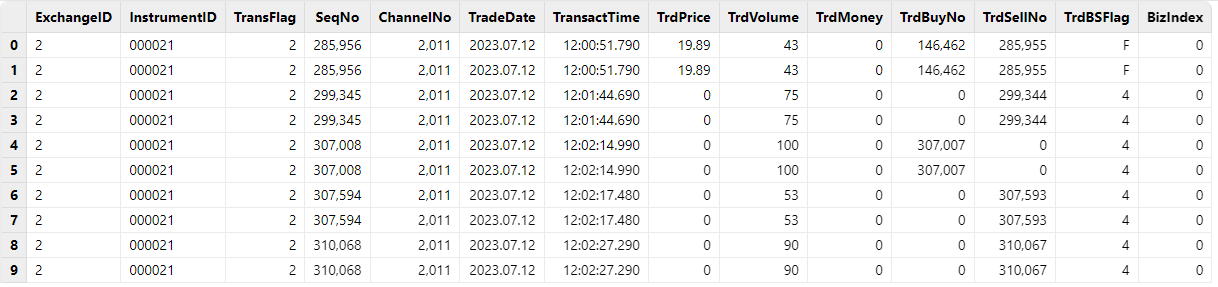 ExchangeID InstrumentID TransFlag SeqNo ChannelNo TradeDate TransactTime TrdPrice TrdVolume TrdMoney TrdBuyNo TrdSellNo TrdBSFlag BizIndex
0 2 000021 2 285,956 2,011 2023.07.12 12:00:51.790 19.89 43 0 146,462 285,955 F 0
1 2 000021 2 285,956 2,011 2023.07.12 12:00:51.790 19.89 43 0 146,462 285,955 F 0
2 2 000021 2 299,345 2,011 2023.07.12 12:01:44.690 0 75 0 0 299,344 4 0
3 2 000021 2 299,345 2,011 2023.07.12 12:01:44.690 0 75 0 0 299,344 4 0
4 2 000021 2 307,008 2,011 2023.07.12 12:02:14.990 0 100 0 307,007 0 4 0
5 2 000021 2 307,008 2,011 2023.07.12 12:02:14.990 0 100 0 307,007 0 4 0
6 2 000021 2 307,594 2,011 2023.07.12 12:02:17.480 0 53 0 0 307,593 4 0
7 2 000021 2 307,594 2,011 2023.07.12 12:02:17.480 0 53 0 0 307,593 4 0
8 2 000021 2 310,068 2,011 2023.07.12 12:02:27.290 0 90 0 0 310,067 4 0
9 2 000021 2 310,068 2,011 2023.07.12 12:02:27.290 0 90 0 0 310,067 4 0